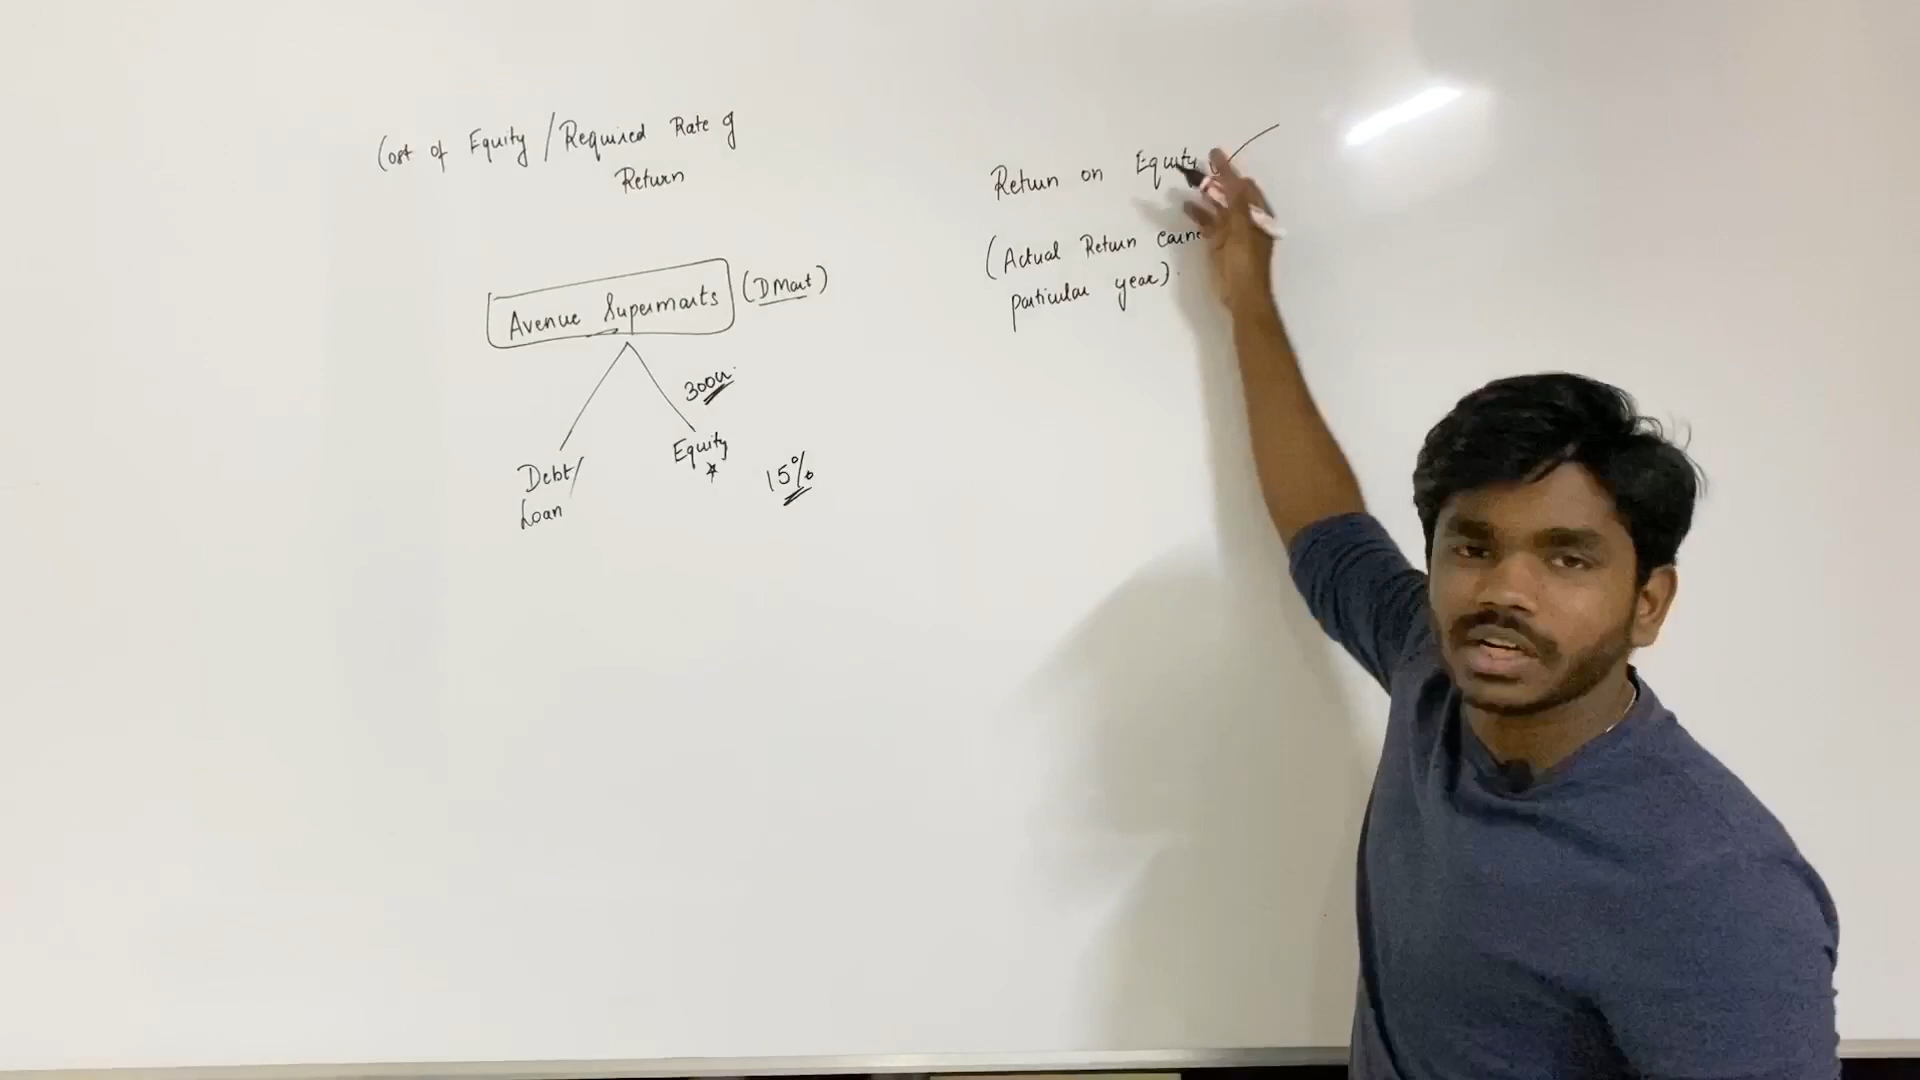 Cost of Equity / Required Rate of
Return
Avenue Supermarts (DMart)
300cr.
Debt/
Loan
Equity
15%
Return on Equity
(Actual Return
particular year).